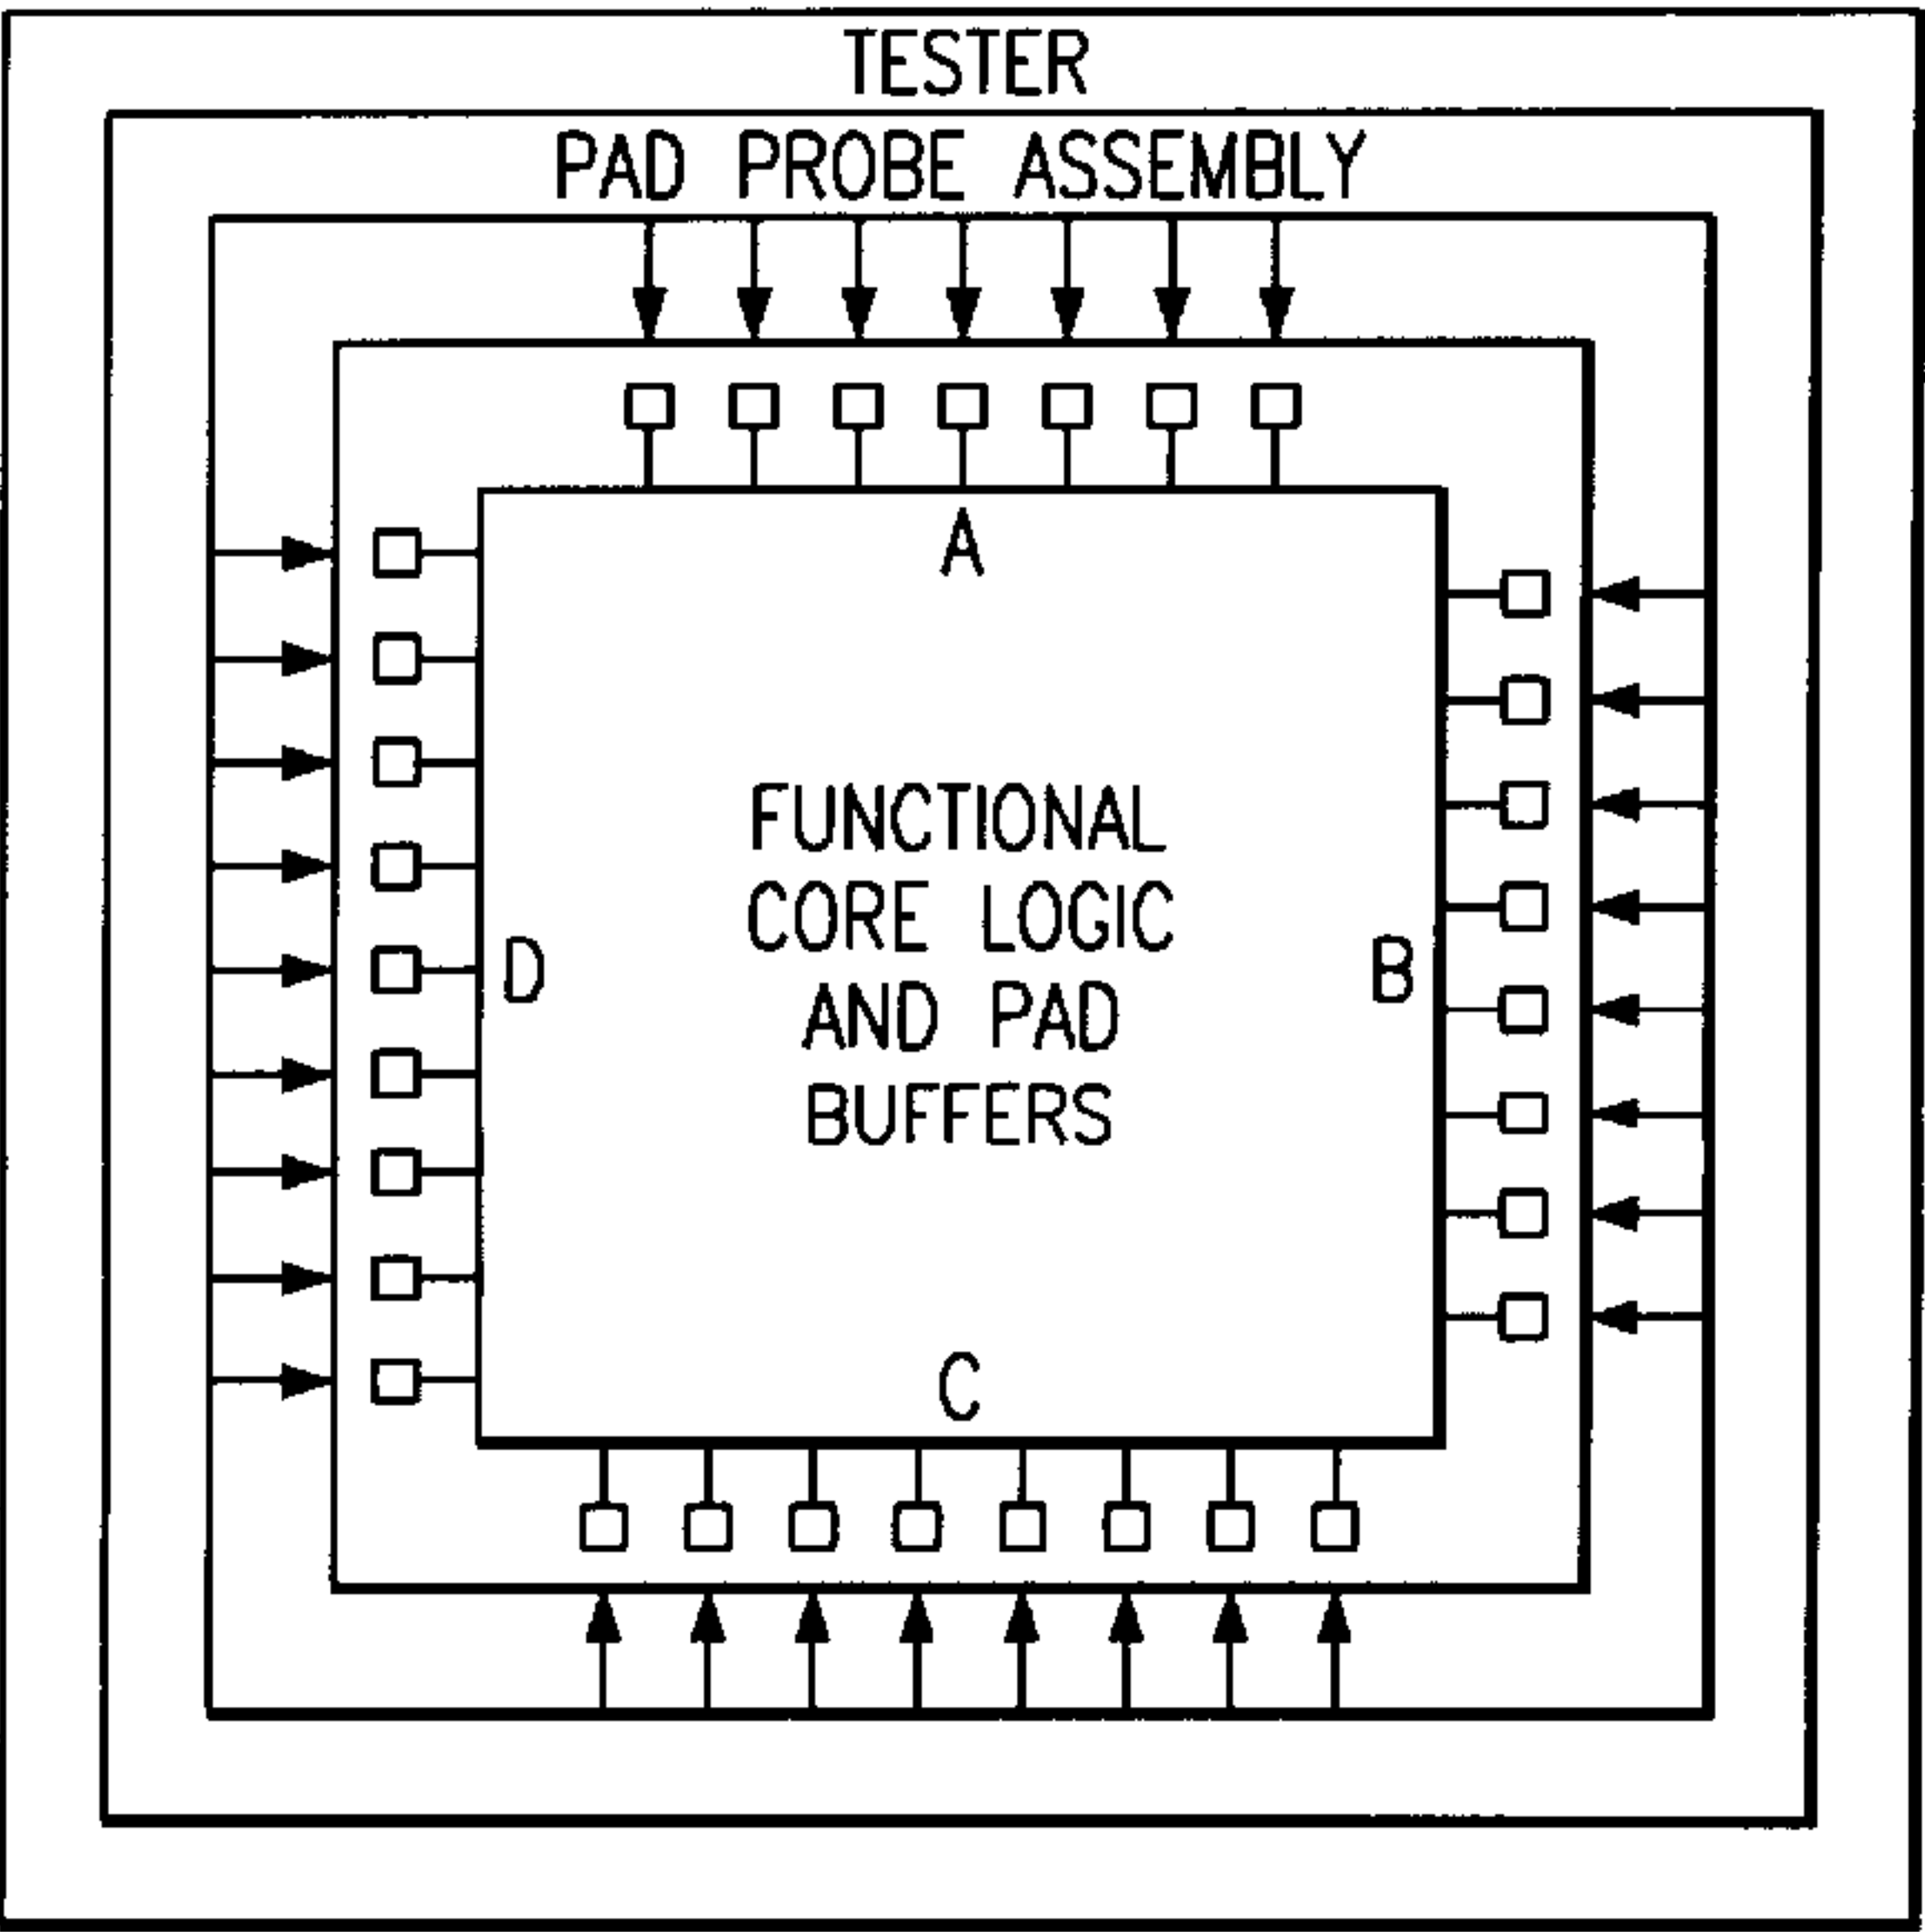 TESTER
PAD PROBE ASSEMBLY
A
FUNCTIONAL
CORE LOGIC
D
B
AND PAD
BUFFERS
C